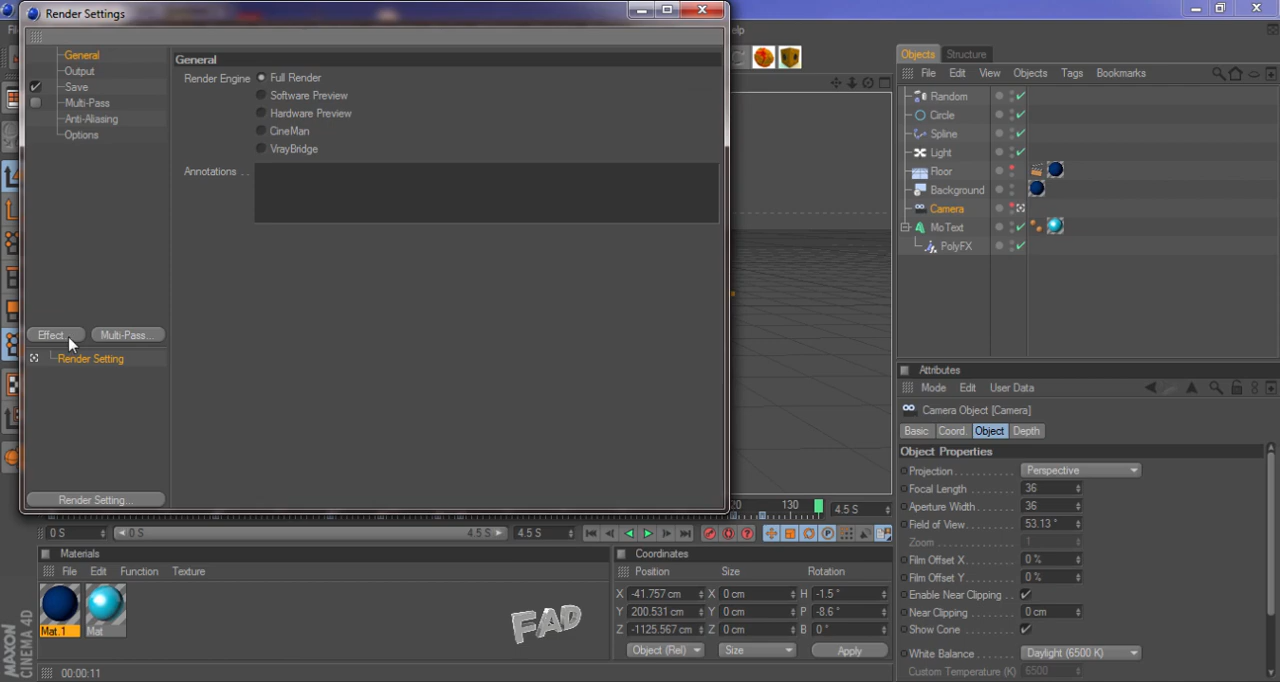 Render Settings
General
Output
Save
Multi-Pass
Anti-Aliasing
Options
Effect...
Multi-Pass...
Render Setting
Render Setting...
General
Render Engine
Full Render
Software Preview
Hardware Preview
CineMan
VrayBridge
Annotations . .
Objects
Structure
File
Edit
View
Objects
Tags
Bookmarks
Random
Circle
Spline
Light
Floor
Background
Camera
MoText
PolyFX
Attributes
Mode
Edit
User Data
Camera Object [Camera]
Basic
Coord.
Object
Depth
Object Properties
Projection
Perspective
Focal Length
36
Aperture Width
36
Field of View
53.13 °
Zoom
1
Film Offset X
0 %
Film Offset Y
0 %
Enable Near Clipping
Near Clipping
0 cm
Show Cone
White Balance
Daylight (6500 K)
Custom Temperature (K)
6500
20
130
4.5 S
0 S
0 S
4.5 S
4.5 S
Materials
File
Edit
Function
Texture
Mat.1
Mat
FAD
Coordinates
Position
Size
Rotation
X -41.757 cm
X 0 cm
H -1.5 °
Y 200.531 cm
Y 0 cm
P -8.6 °
Z -1125.567 cm
Z 0 cm
B 0 °
Object (Rel)
Size
Apply
MAXON
CINEMA 4D
00:00:11